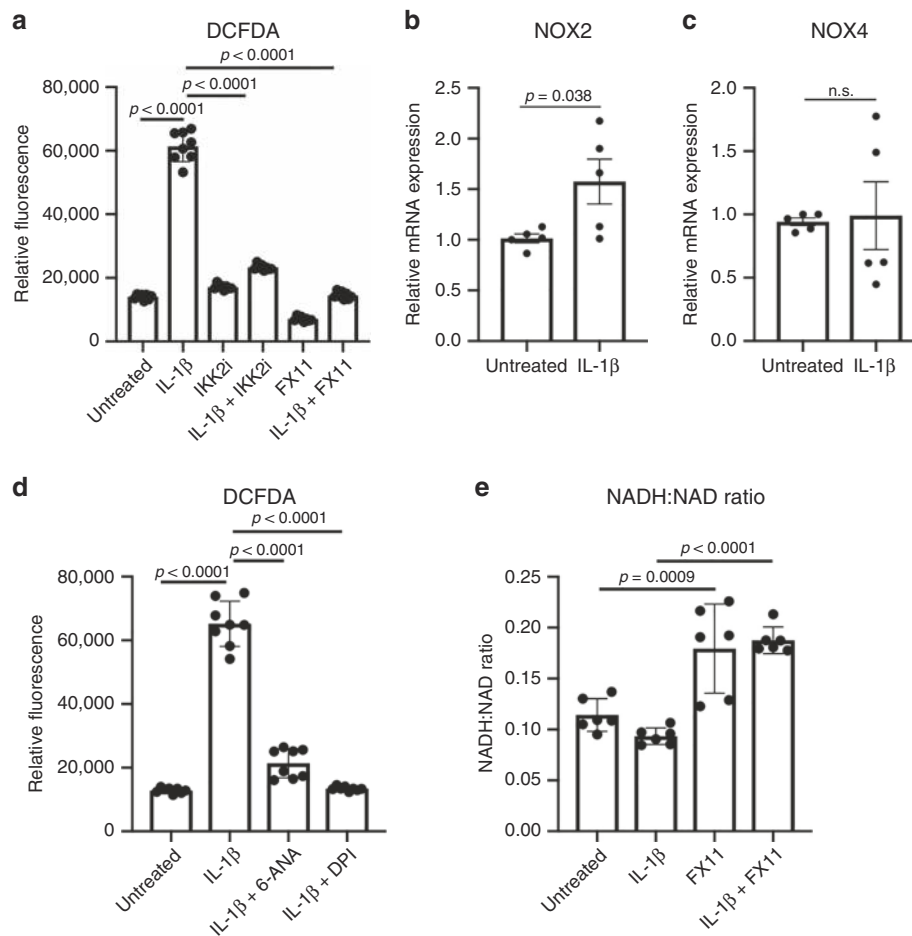 a
DCFDA
p < 0.0001
p < 0.0001
p < 0.0001
80,000
60,000
40,000
20,000
0
Relative fluorescence
Untreated
IL-1β
IKK2i
IL-1β + IKK2i
FX11
IL-1β + FX11
b
NOX2
p = 0.038
2.5
2.0
1.5
1.0
0.5
0.0
Relative mRNA expression
Untreated
IL-1β
c
NOX4
n.s.
2.0
1.5
1.0
0.5
0.0
Relative mRNA expression
Untreated
IL-1β
d
DCFDA
p < 0.0001
p < 0.0001
p < 0.0001
80,000
60,000
40,000
20,000
0
Relative fluorescence
Untreated
IL-1β
IL-1β + 6-ANA
IL-1β + DPI
e
NADH:NAD ratio
p < 0.0001
p = 0.0009
0.25
0.20
0.15
0.10
0.05
0.00
NADH:NAD ratio
Untreated
IL-1β
FX11
IL-1β + FX11